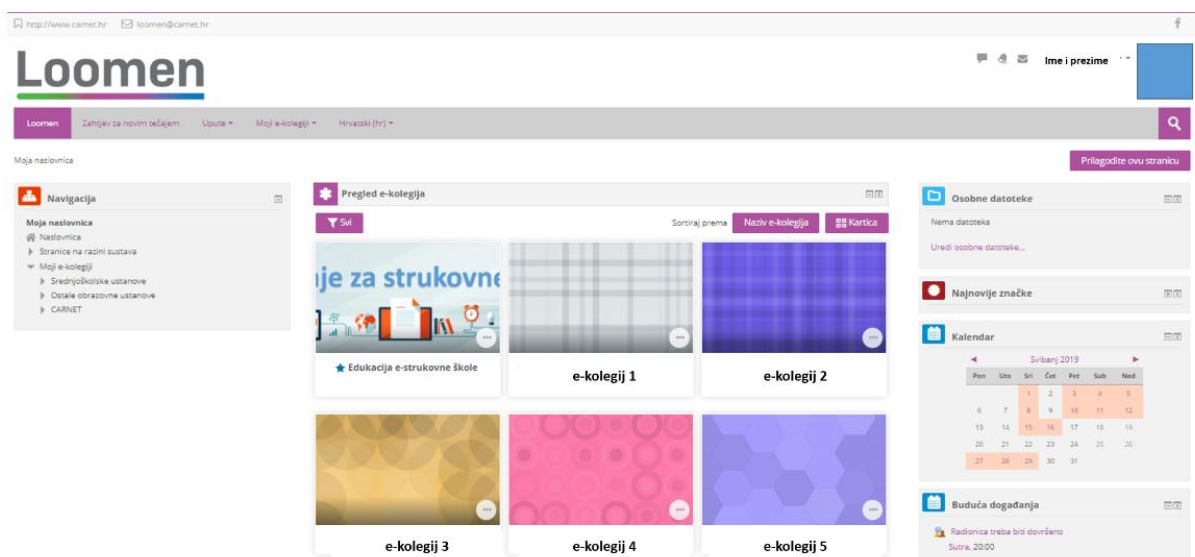 http://www.carnet.hr loomen@carnet.hr
Loomen
Ime i prezime
Loomen Zahtjev za novim tečajem Upute Moji e-kolegiji Hrvatski (hr)
Moja naslovnica
Prilagodite ovu stranicu
Navigacija
Moja naslovnica
Naslovnica
Stranice na razini sustava
Moji e-kolegiji
Srednjoškolske ustanove
Ostale obrazovne ustanove
CARNET
Pregled e-kolegija
Svi Sortiraj prema Naziv e-kolegija Kartica
je za strukovne
Edukacija e-strukovne škole
e-kolegij 1
e-kolegij 2
e-kolegij 3
e-kolegij 4
e-kolegij 5
Osobne datoteke
Nema datoteka
Uredi osobne datoteke...
Najnovije značke
Kalendar
Svibanj 2019
Pon Uto Sri Čet Pet Sub Ned
1 2 3 4 5
6 7 8 9 10 11 12
13 14 15 16 17 18 19
20 21 22 23 24 25 26
27 28 29 30 31
Buduća događanja
Radionica treba biti dovršeno
Sutra, 20:00